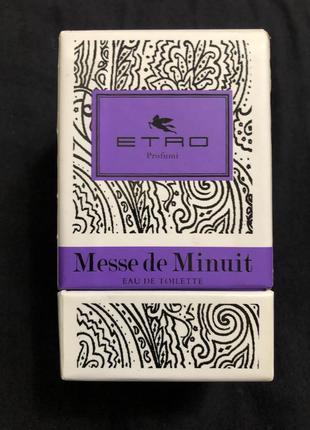 ETRO
Profumi
Messe de Minuit
EAU DE TOILETTE